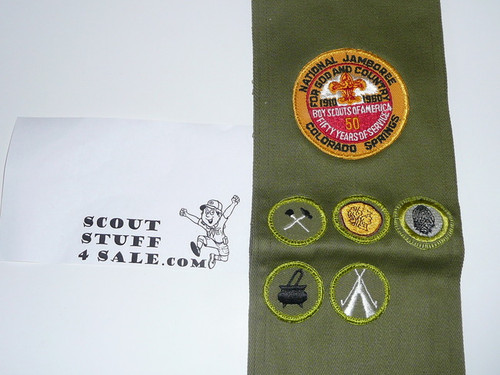 NATIONAL JAMBOREE
FOR GOD AND COUNTRY
1910 1960
BOY SCOUTS OF AMERICA
50
FIFTY YEARS OF SERVICE
COLORADO SPRINGS
SCOUT
STUFF
4 SALE.COM